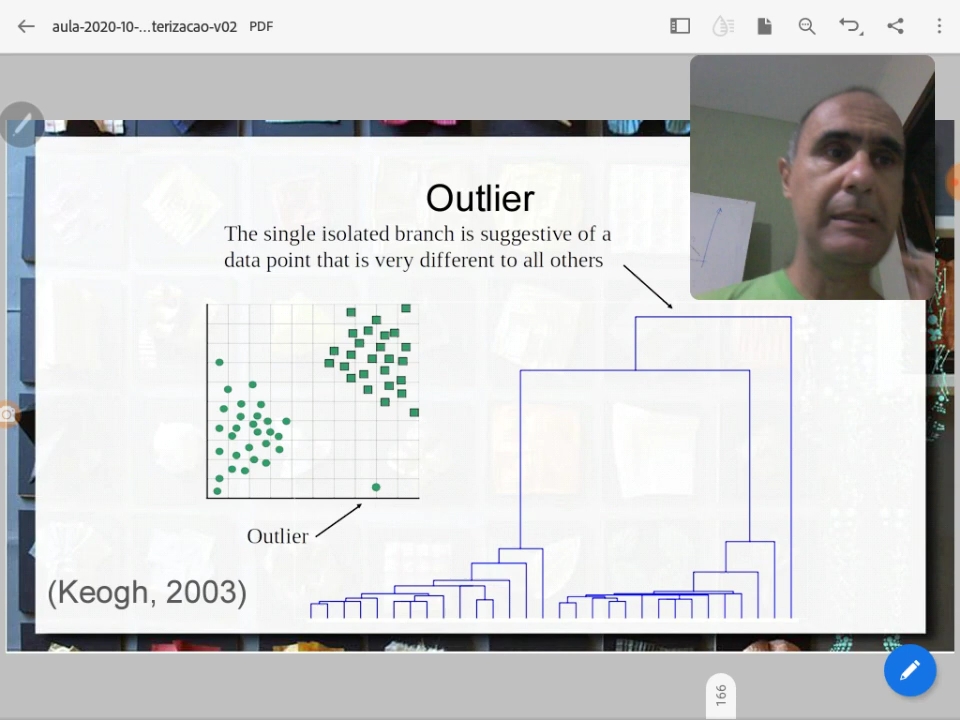 aula-2020-10-...terizacao-v02 PDF
Outlier
The single isolated branch is suggestive of a
data point that is very different to all others
Outlier
(Keogh, 2003)
166